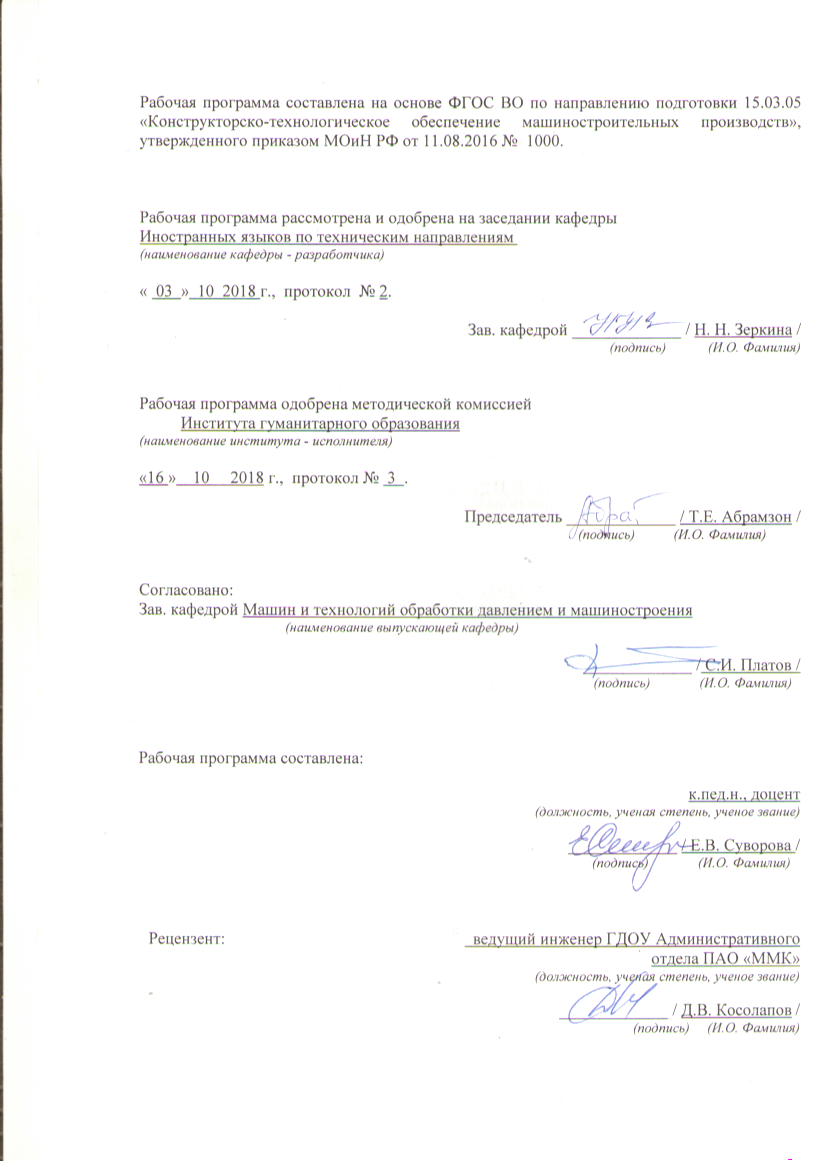 Рабочая программа составлена на основе ФГОС ВО по направлению подготовки 15.03.05
«Конструкторско-технологическое обеспечение машиностроительных производств»,
утвержденного приказом МОиН РФ от 11.08.2016 № 1000.
Рабочая программа рассмотрена и одобрена на заседании кафедры
Иностранных языков по техническим направлениям
(наименование кафедры - разработчика)
« 03 » 10 2018 г., протокол № 2.
Зав. кафедрой ____________ / Н. Н. Зеркина /
(подпись) (И.О. Фамилия)
Рабочая программа одобрена методической комиссией
Института гуманитарного образования
(наименование института - исполнителя)
«16 » 10 2018 г., протокол № 3 .
Председатель ____________ / Т.Е. Абрамзон /
(подпись) (И.О. Фамилия)
Согласовано:
Зав. кафедрой Машин и технологий обработки давлением и машиностроения
(наименование выпускающей кафедры)
____________ / С.И. Платов /
(подпись) (И.О. Фамилия)
Рабочая программа составлена:
к.пед.н., доцент
(должность, ученая степень, ученое звание)
____________ / Е.В. Суворова /
(подпись) (И.О. Фамилия)
Рецензент: ведущий инженер ГДОУ Административного
отдела ПАО «ММК»
(должность, ученая степень, ученое звание)
____________ / Д.В. Косолапов /
(подпись) (И.О. Фамилия)